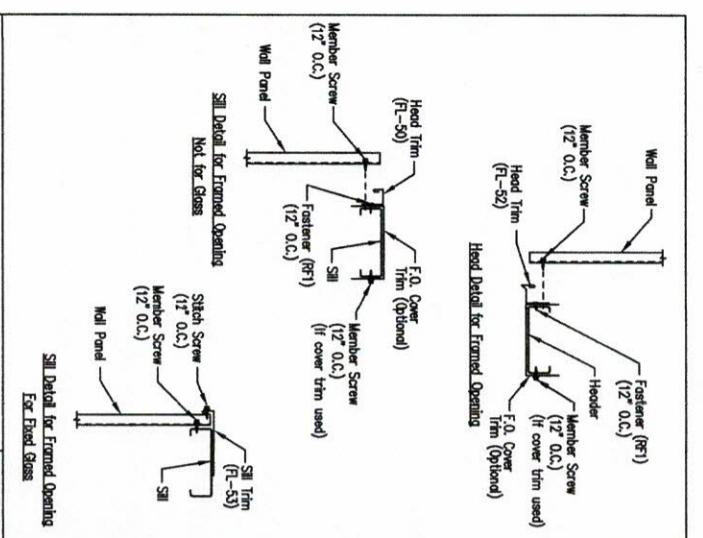 Wall Panel
Member Screw
(12" O.C.)
Head Trim
(FL-52)
Fastener (RF1)
(12" O.C.)
Header
Member Screw
(12" O.C.)
(If cover trim used)
F.O. Cover
Trim (Optional)
Head Detail for Framed Opening
Head Trim
(FL-50)
Member Screw
(12" O.C.)
Wall Panel
F.O. Cover
Trim (Optional)
Member Screw
(12" O.C.)
(If cover trim used)
Sill
Fastener (RF1)
(12" O.C.)
Sill Detail for Framed Opening
Not for Glass
Stitch Screw
(12" O.C.)
Member Screw
(12" O.C.)
Wall Panel
Sill Trim
(FL-53)
Sill
Sill Detail for Framed Opening
For Fixed Glass